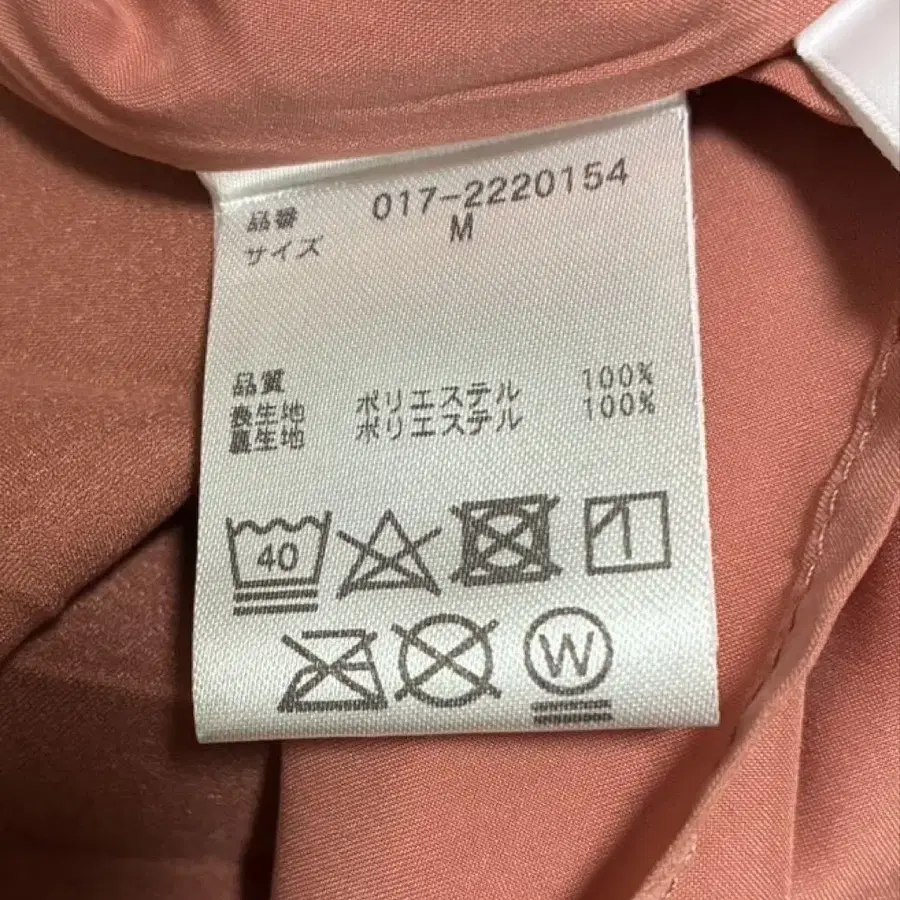 品番 017-2220154
サイズ M
品質
表生地 ポリエステル 100%
裏生地 ポリエステル 100%
40
W